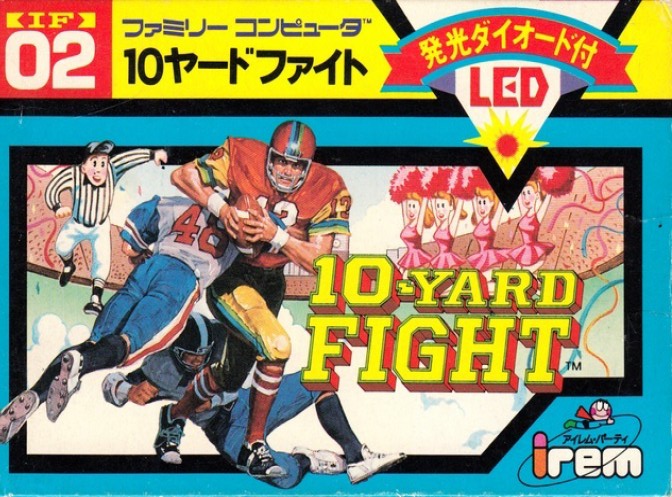 IF
02
ファミリー コンピュータ™
10ヤードファイト
発光ダイオード付
LED
12
12
48
10-YARD
FIGHT™
アイレム・パーティ
irem